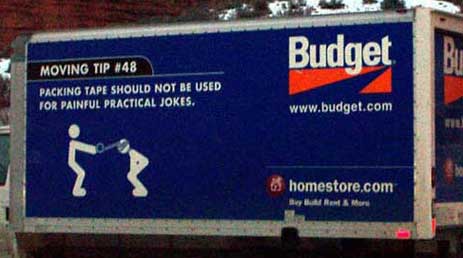 MOVING TIP #48
PACKING TAPE SHOULD NOT BE USED
FOR PAINFUL PRACTICAL JOKES.
Budget
www.budget.com
homestore.com
Buy Build Rent & More